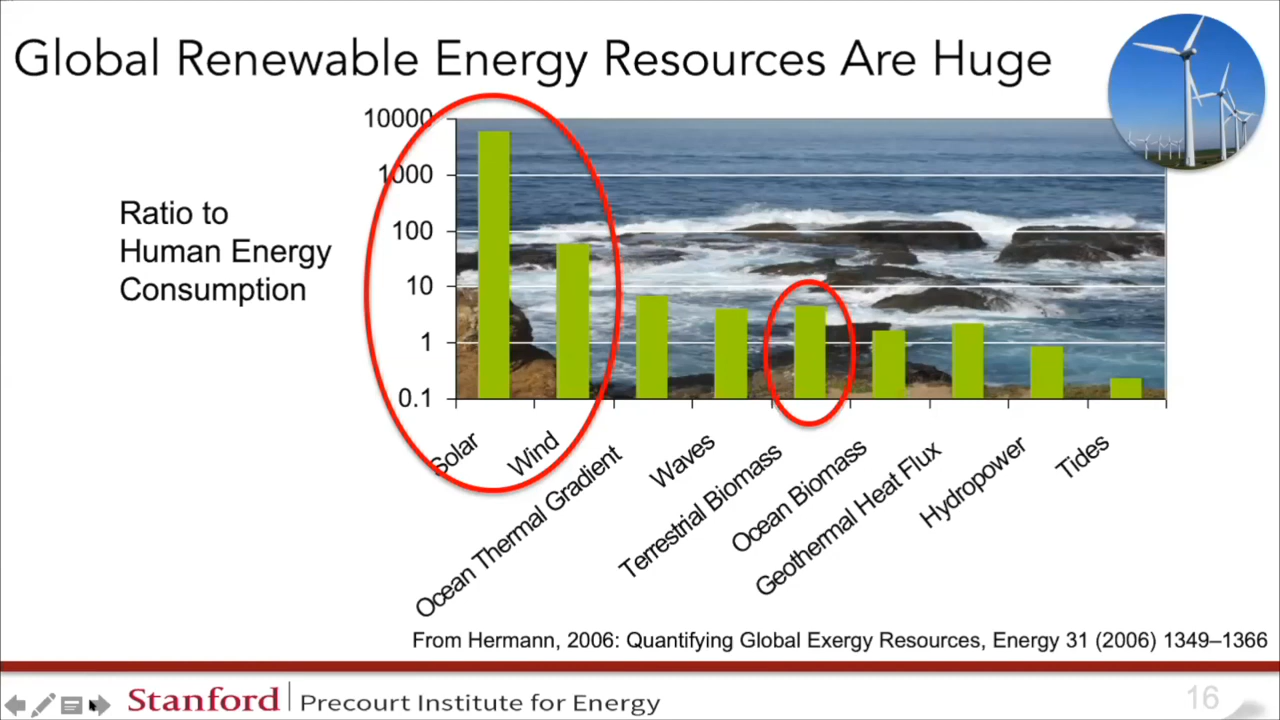 Global Renewable Energy Resources Are Huge
Ratio to
Human Energy
Consumption
10000
1000
100
10
1
0.1
Solar
Wind
Ocean Thermal Gradient
Waves
Terrestrial Biomass
Ocean Biomass
Geothermal Heat Flux
Hydropower
Tides
From Hermann, 2006: Quantifying Global Exergy Resources, Energy 31 (2006) 1349–1366
Stanford | Precourt Institute for Energy
16